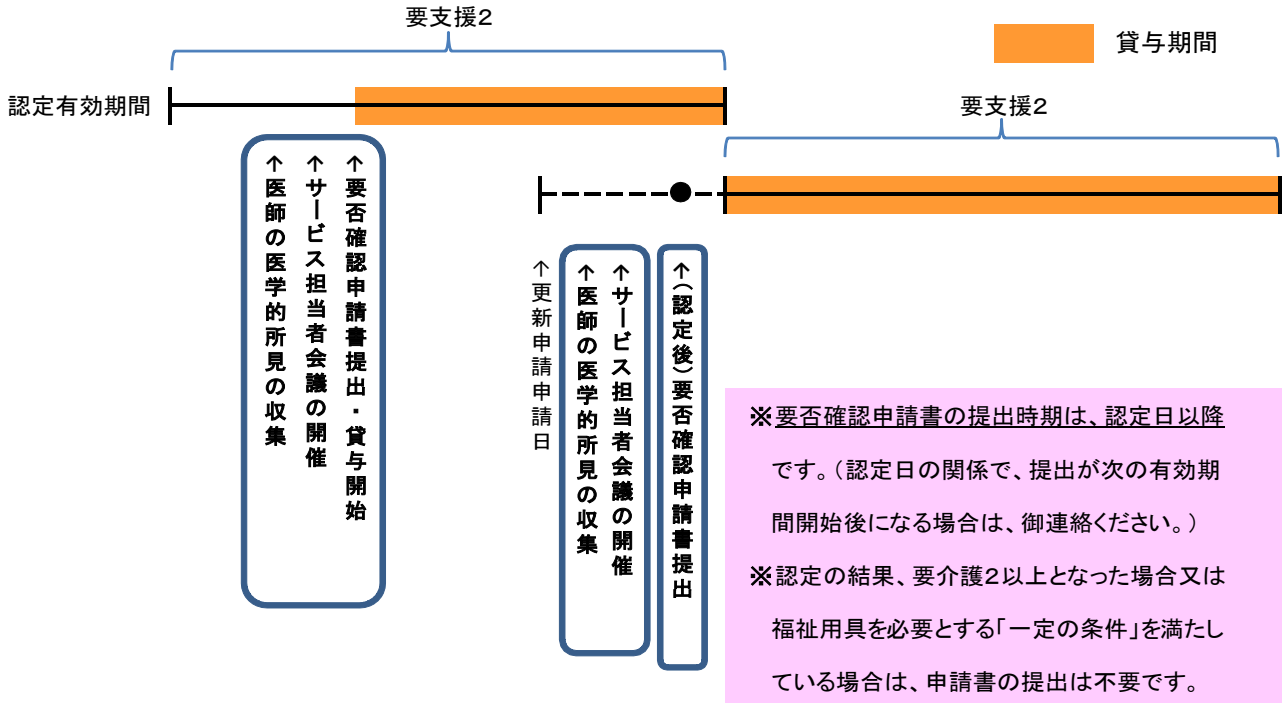 要支援2
貸与期間
認定有効期間
要支援2
↑医師の医学的所見の収集
↑サービス担当者会議の開催
↑要否確認申請書提出・貸与開始
↑更新申請申請日
↑医師の医学的所見の収集
↑サービス担当者会議の開催
↑(認定後)要否確認申請書提出
※要否確認申請書の提出時期は、認定日以降
です。(認定日の関係で、提出が次の有効期
間開始後になる場合は、御連絡ください。)
※認定の結果、要介護2以上となった場合又は
福祉用具を必要とする「一定の条件」を満たし
ている場合は、申請書の提出は不要です。